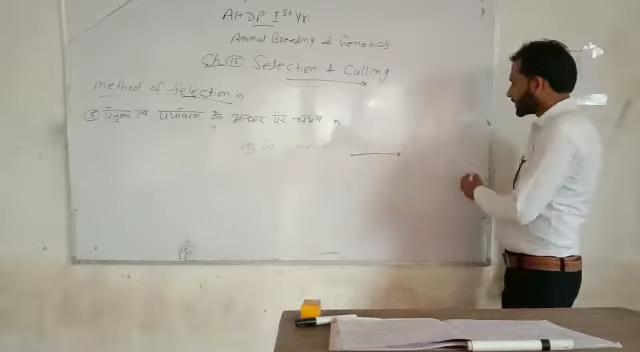 AHDP Ist yr
Animal Breeding & Genetics
Ch. 15 Selection & Culling
Method of Selection,
③ पैतृक एवं पर्यावरण के आधार पर चयन,